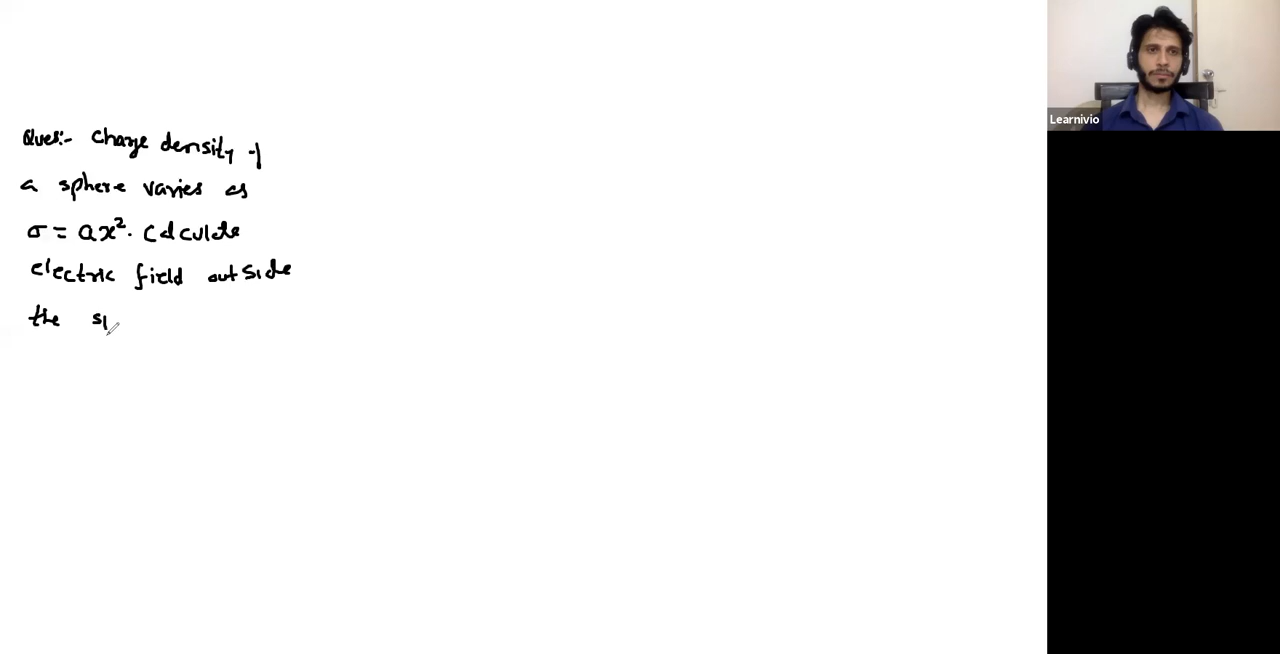 Ques:- Charge density of
a sphere varies as
σ = ax². Calculate
electric field outside
the s
Learnivio